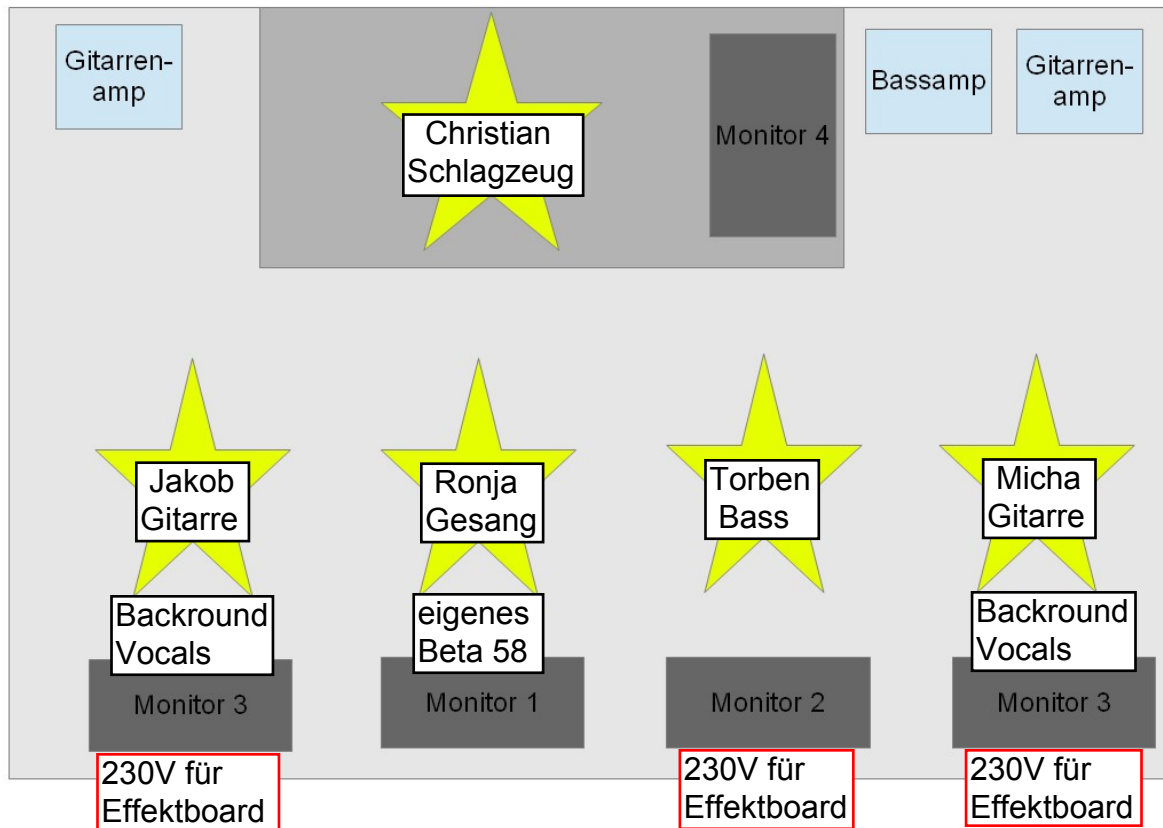 Gitarren-
amp
Christian
Schlagzeug
Monitor 4
Bassamp
Gitarren-
amp
Jakob
Gitarre
Ronja
Gesang
Torben
Bass
Micha
Gitarre
Backround
Vocals
eigenes
Beta 58
Backround
Vocals
Monitor 3
Monitor 1
Monitor 2
Monitor 3
230V für
Effektboard
230V für
Effektboard
230V für
Effektboard